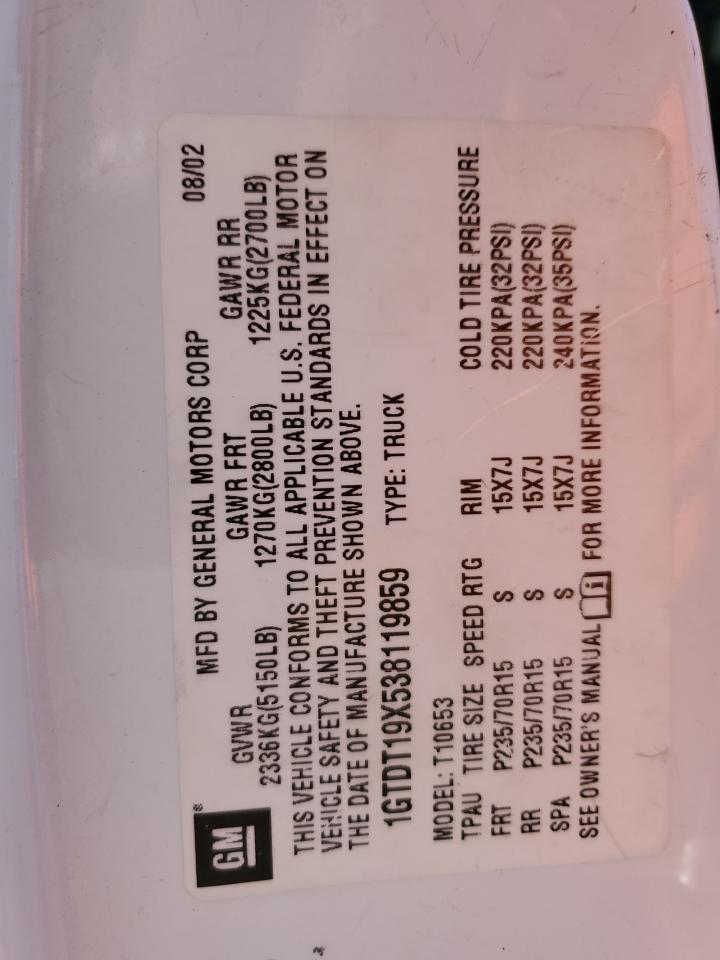 GM ®
MFD BY GENERAL MOTORS CORP 08/02
GVWR GAWR FRT GAWR RR
2336KG(5150LB) 1270KG(2800LB) 1225KG(2700LB)
THIS VEHICLE CONFORMS TO ALL APPLICABLE U.S. FEDERAL MOTOR
VEHICLE SAFETY AND THEFT PREVENTION STANDARDS IN EFFECT ON
THE DATE OF MANUFACTURE SHOWN ABOVE.
1GTDT19X538119859 TYPE: TRUCK
MODEL: T10653
TPAU TIRE SIZE SPEED RTG RIM COLD TIRE PRESSURE
FRT P235/70R15 S 15X7J 220KPA(32PSI)
RR P235/70R15 S 15X7J 220KPA(32PSI)
SPA P235/70R15 S 15X7J 240KPA(35PSI)
SEE OWNER'S MANUAL i FOR MORE INFORMATION.